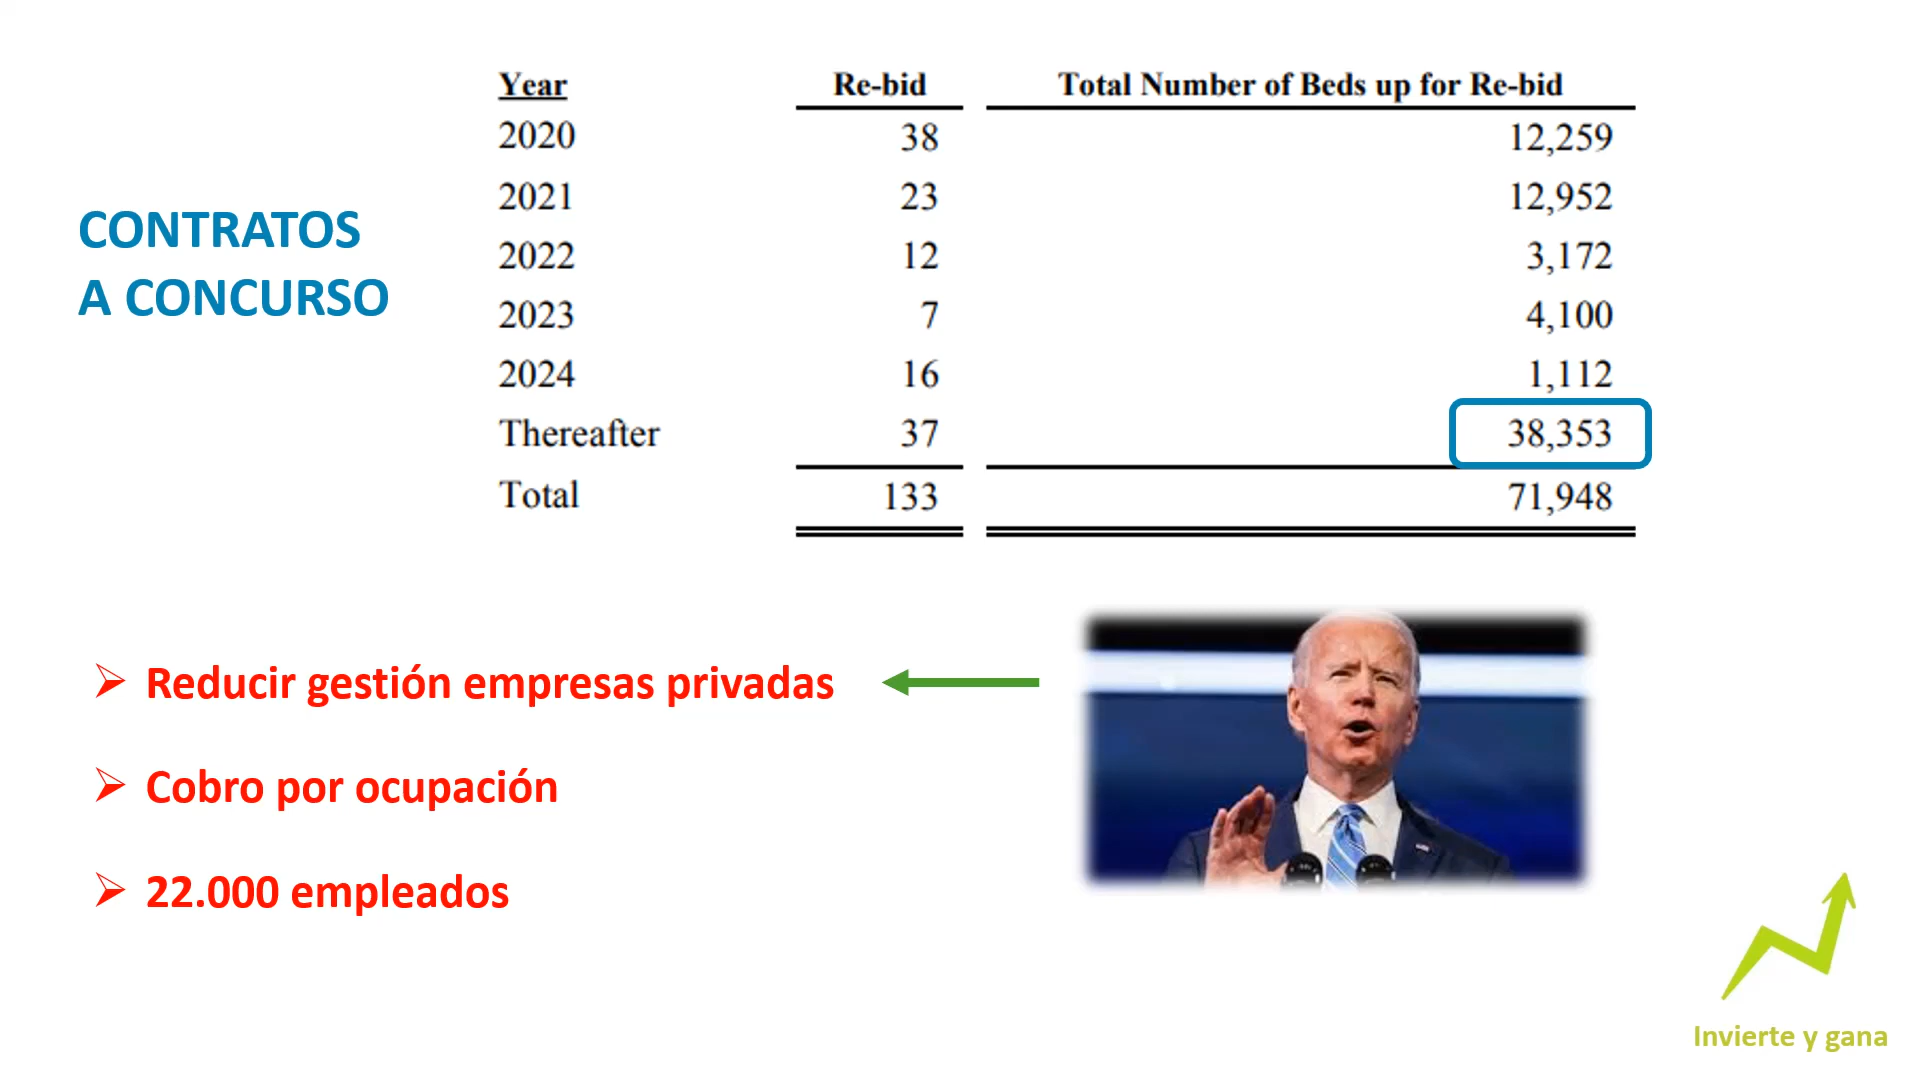 CONTRATOS
A CONCURSO
Year Re-bid Total Number of Beds up for Re-bid
2020 38 12,259
2021 23 12,952
2022 12 3,172
2023 7 4,100
2024 16 1,112
Thereafter 37 38,353
Total 133 71,948
Reducir gestión empresas privadas
Cobro por ocupación
22.000 empleados
Invierte y gana